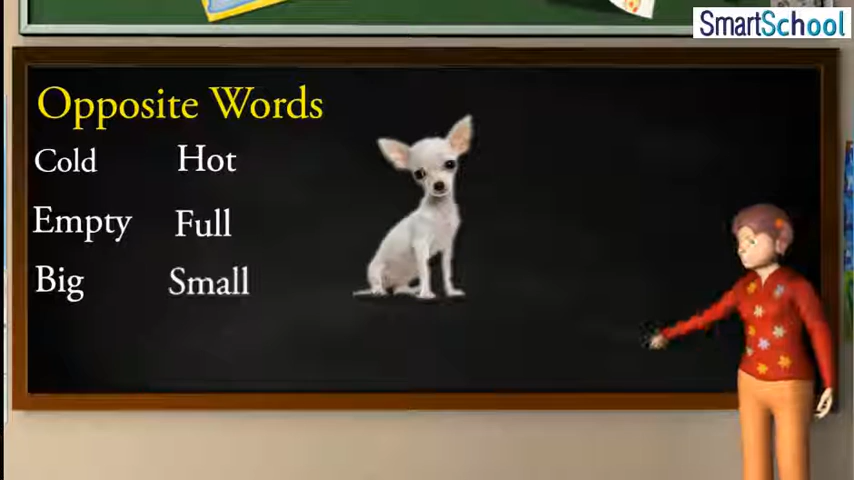 SmartSchool
Opposite Words
Cold Hot
Empty Full
Big Small